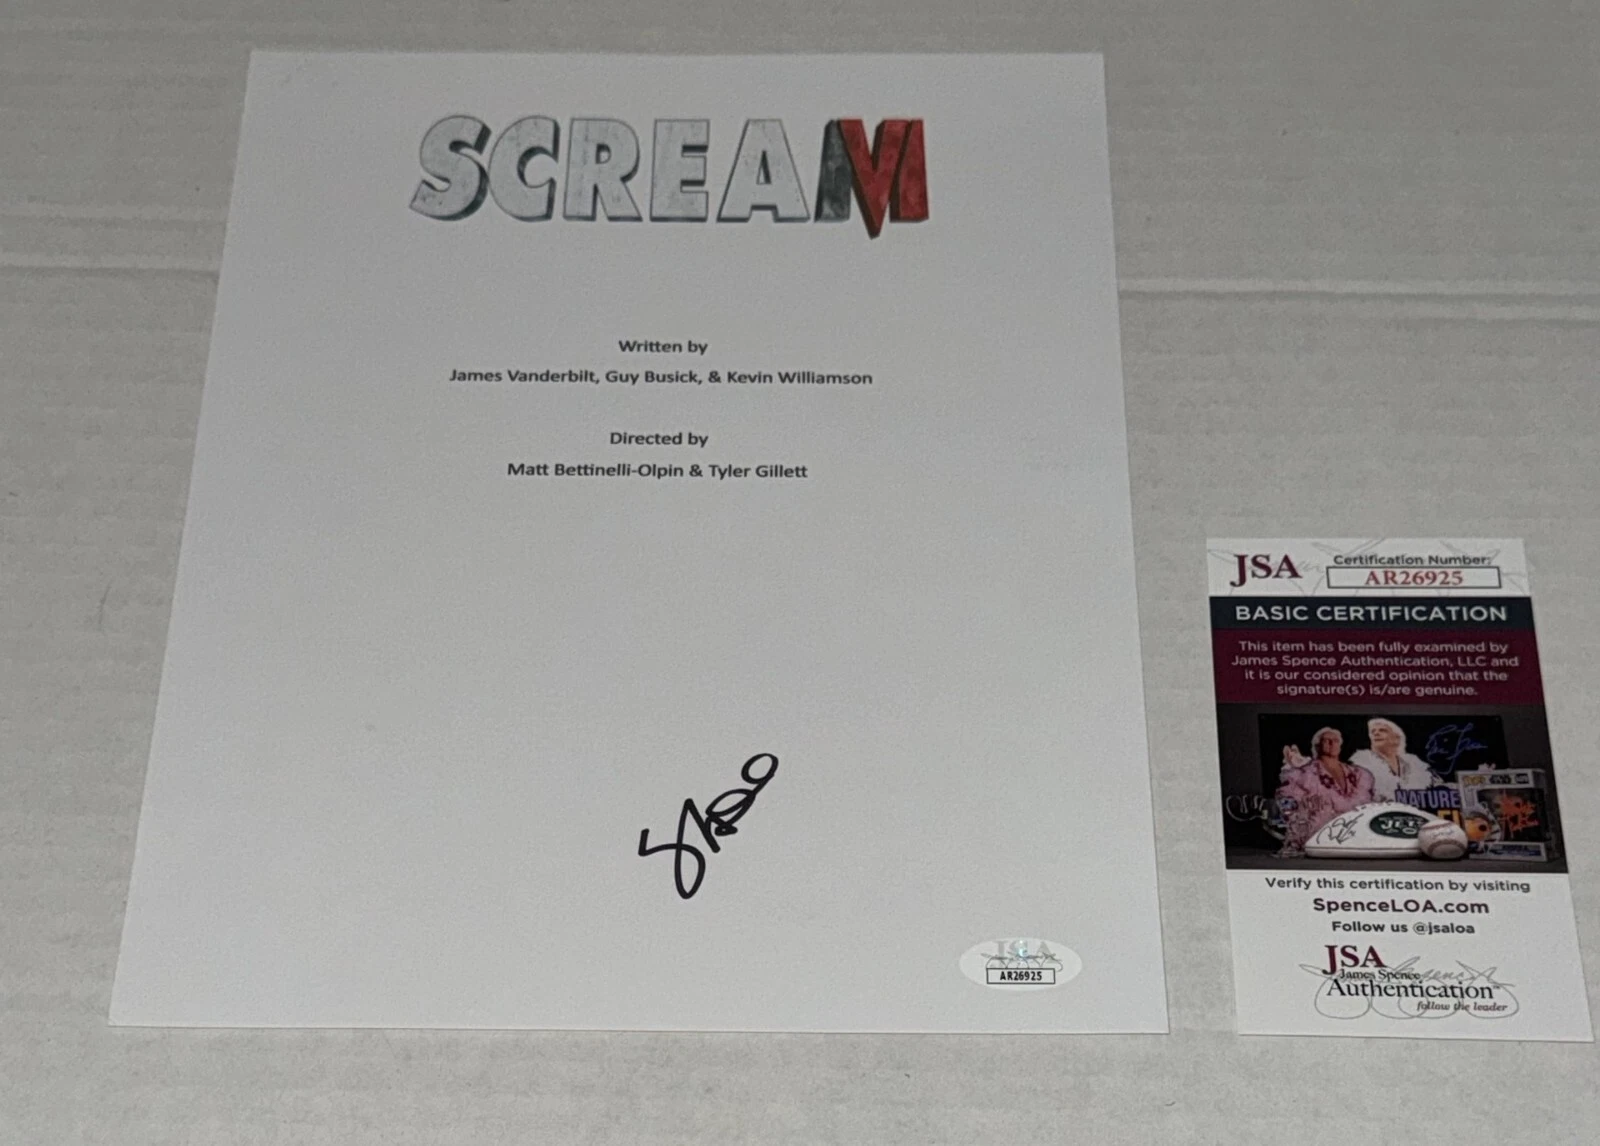 SCREAM
Written by
James Vanderbilt, Guy Busick, & Kevin Williamson
Directed by
Matt Bettinelli-Olpin & Tyler Gillett
JSA
AR26925
JSA
Certification Number:
AR26925
BASIC CERTIFICATION
This item has been fully examined by
James Spence Authentication, LLC and
it is our considered opinion that the
signature(s) is/are genuine.
NATURE
JETS
Verify this certification by visiting
SpenceLOA.com
Follow us @jsaloa
JSA
James Spence
Authentication™
follow the leader